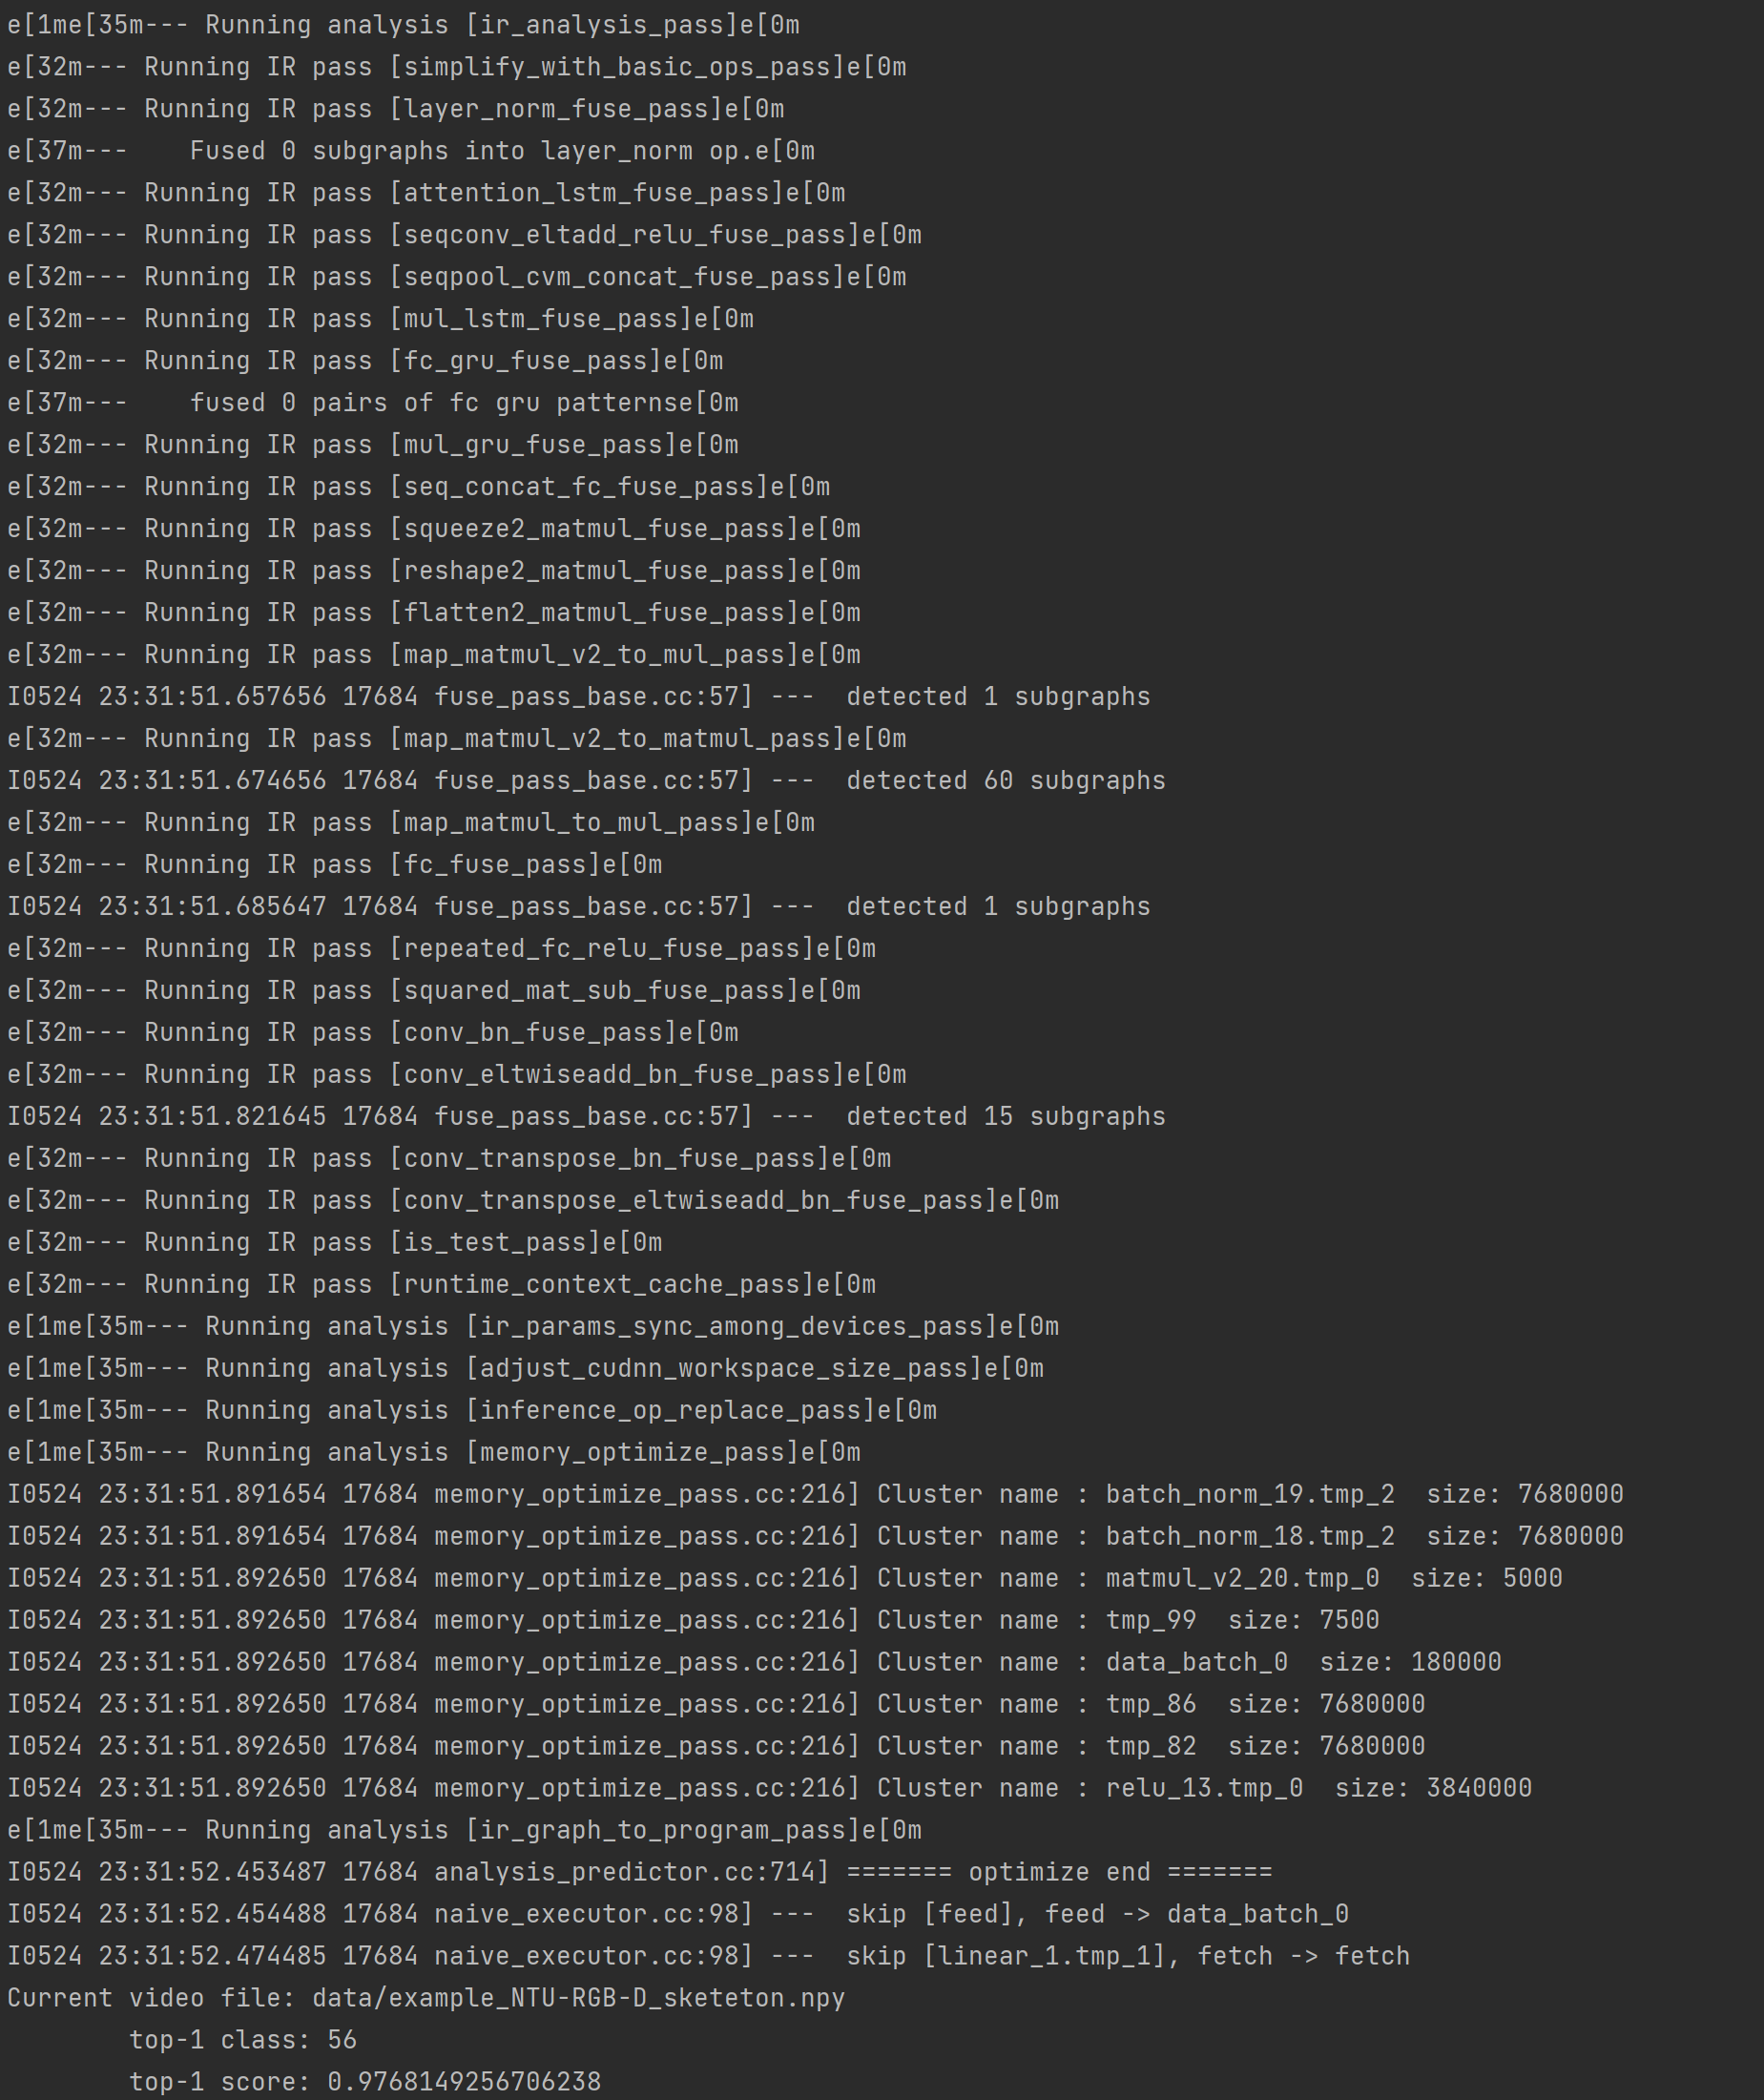 e[1me[35m--- Running analysis [ir_analysis_pass]e[0m
e[32m--- Running IR pass [simplify_with_basic_ops_pass]e[0m
e[32m--- Running IR pass [layer_norm_fuse_pass]e[0m
e[37m---    Fused 0 subgraphs into layer_norm op.e[0m
e[32m--- Running IR pass [attention_lstm_fuse_pass]e[0m
e[32m--- Running IR pass [seqconv_eltadd_relu_fuse_pass]e[0m
e[32m--- Running IR pass [seqpool_cvm_concat_fuse_pass]e[0m
e[32m--- Running IR pass [mul_lstm_fuse_pass]e[0m
e[32m--- Running IR pass [fc_gru_fuse_pass]e[0m
e[37m---    fused 0 pairs of fc gru patternse[0m
e[32m--- Running IR pass [mul_gru_fuse_pass]e[0m
e[32m--- Running IR pass [seq_concat_fc_fuse_pass]e[0m
e[32m--- Running IR pass [squeeze2_matmul_fuse_pass]e[0m
e[32m--- Running IR pass [reshape2_matmul_fuse_pass]e[0m
e[32m--- Running IR pass [flatten2_matmul_fuse_pass]e[0m
e[32m--- Running IR pass [map_matmul_v2_to_mul_pass]e[0m
I0524 23:31:51.657656 17684 fuse_pass_base.cc:57] ---  detected 1 subgraphs
e[32m--- Running IR pass [map_matmul_v2_to_matmul_pass]e[0m
I0524 23:31:51.674656 17684 fuse_pass_base.cc:57] ---  detected 60 subgraphs
e[32m--- Running IR pass [map_matmul_to_mul_pass]e[0m
e[32m--- Running IR pass [fc_fuse_pass]e[0m
I0524 23:31:51.685647 17684 fuse_pass_base.cc:57] ---  detected 1 subgraphs
e[32m--- Running IR pass [repeated_fc_relu_fuse_pass]e[0m
e[32m--- Running IR pass [squared_mat_sub_fuse_pass]e[0m
e[32m--- Running IR pass [conv_bn_fuse_pass]e[0m
e[32m--- Running IR pass [conv_eltwiseadd_bn_fuse_pass]e[0m
I0524 23:31:51.821645 17684 fuse_pass_base.cc:57] ---  detected 15 subgraphs
e[32m--- Running IR pass [conv_transpose_bn_fuse_pass]e[0m
e[32m--- Running IR pass [conv_transpose_eltwiseadd_bn_fuse_pass]e[0m
e[32m--- Running IR pass [is_test_pass]e[0m
e[32m--- Running IR pass [runtime_context_cache_pass]e[0m
e[1me[35m--- Running analysis [ir_params_sync_among_devices_pass]e[0m
e[1me[35m--- Running analysis [adjust_cudnn_workspace_size_pass]e[0m
e[1me[35m--- Running analysis [inference_op_replace_pass]e[0m
e[1me[35m--- Running analysis [memory_optimize_pass]e[0m
I0524 23:31:51.891654 17684 memory_optimize_pass.cc:216] Cluster name : batch_norm_19.tmp_2  size: 7680000
I0524 23:31:51.891654 17684 memory_optimize_pass.cc:216] Cluster name : batch_norm_18.tmp_2  size: 7680000
I0524 23:31:51.892650 17684 memory_optimize_pass.cc:216] Cluster name : matmul_v2_20.tmp_0  size: 5000
I0524 23:31:51.892650 17684 memory_optimize_pass.cc:216] Cluster name : tmp_99  size: 7500
I0524 23:31:51.892650 17684 memory_optimize_pass.cc:216] Cluster name : data_batch_0  size: 180000
I0524 23:31:51.892650 17684 memory_optimize_pass.cc:216] Cluster name : tmp_86  size: 7680000
I0524 23:31:51.892650 17684 memory_optimize_pass.cc:216] Cluster name : tmp_82  size: 7680000
I0524 23:31:51.892650 17684 memory_optimize_pass.cc:216] Cluster name : relu_13.tmp_0  size: 3840000
e[1me[35m--- Running analysis [ir_graph_to_program_pass]e[0m
I0524 23:31:52.453487 17684 analysis_predictor.cc:714] ======= optimize end =======
I0524 23:31:52.454488 17684 naive_executor.cc:98] ---  skip [feed], feed -> data_batch_0
I0524 23:31:52.474485 17684 naive_executor.cc:98] ---  skip [linear_1.tmp_1], fetch -> fetch
Current video file: data/example_NTU-RGB-D_sketeton.npy
        top-1 class: 56
        top-1 score: 0.9768149256706238